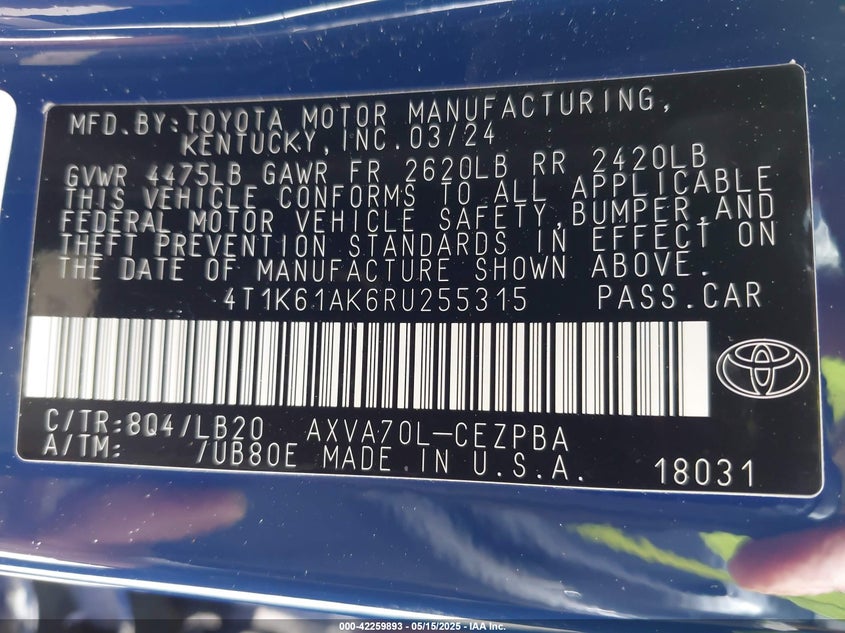 MFD.BY:TOYOTA MOTOR MANUFACTURING,
KENTUCKY,INC.03/24
GVWR 4475LB GAWR FR 2620LB RR 2420LB
THIS VEHICLE CONFORMS TO ALL APPLICABLE
FEDERAL MOTOR VEHICLE SAFETY,BUMPER,AND
THEFT PREVENTION STANDARDS IN EFFECT ON
THE DATE OF MANUFACTURE SHOWN ABOVE.
4T1K61AK6RU255315 PASS.CAR
C/TR:8Q4/LB20 AXVA70L-CEZPBA
A/TM: /UB80E MADE IN U.S.A. 18031
000-42259893 - 05/15/2025 - IAA Inc.